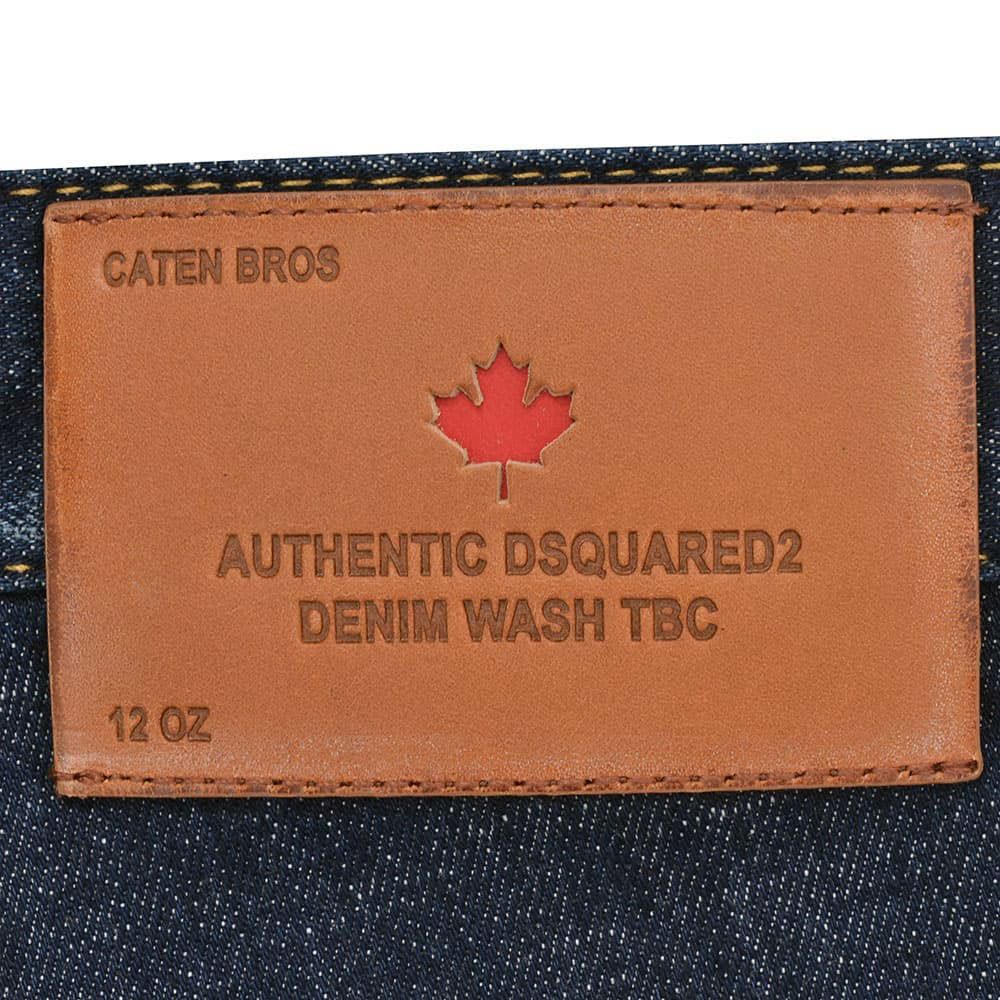 CATEN BROS
AUTHENTIC DSQUARED2
DENIM WASH TBC
12 OZ